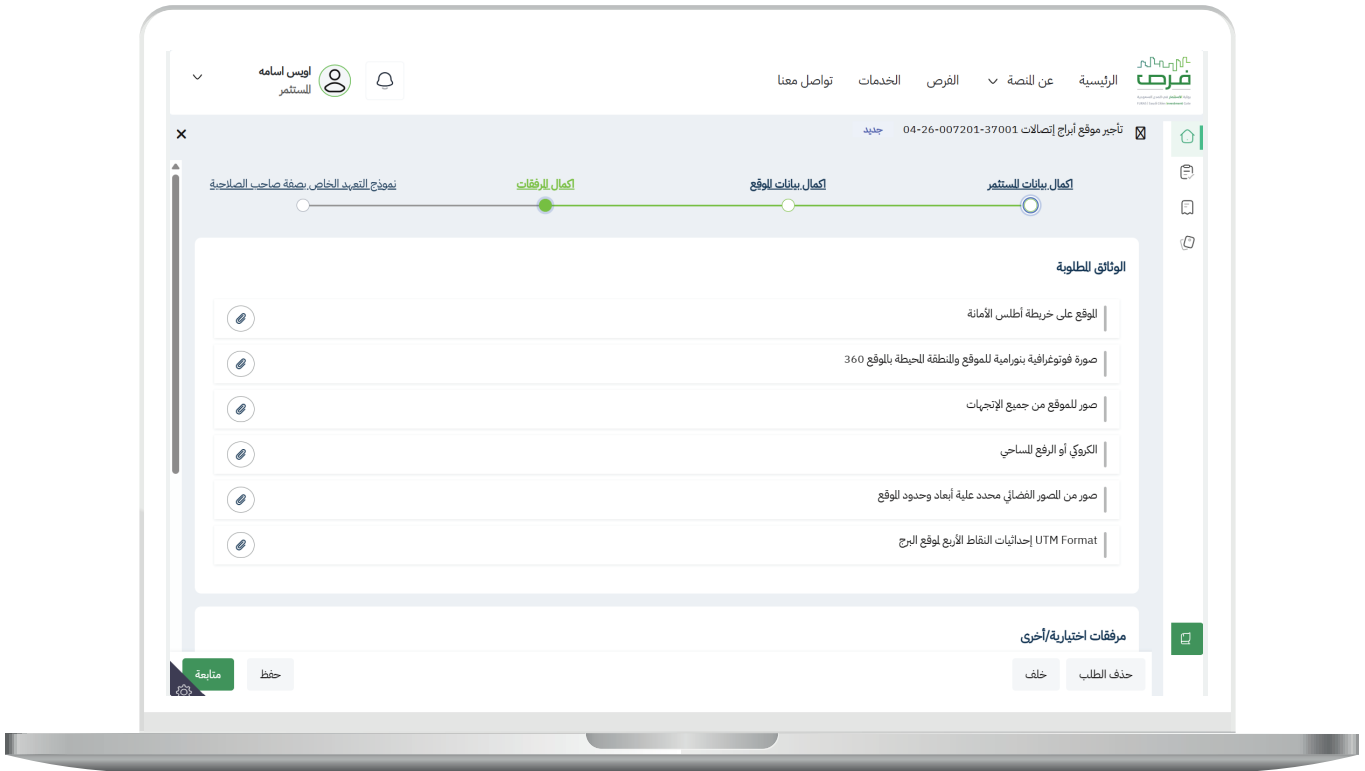 فرص
الرئيسية
عن المنصة
الفرص
الخدمات
تواصل معنا
اويس اسامه
المستثمر
تأجير موقع أبراج إتصالات 37001-007201-26-04 جديد
اكمال بيانات المستثمر
اكمال بيانات الموقع
اكمال المرفقات
نموذج التعهد الخاص بصفة صاحب الصلاحية
الوثائق المطلوبة
الموقع على خريطة أطلس الأمانة
صورة فوتوغرافية بنورامية للموقع والمنطقة المحيطة بالموقع 360
صور للموقع من جميع الإتجهات
الكروكي أو الرفع المساحي
صور من المصور الفضائي محدد علية أبعاد وحدود الموقع
UTM Format إحداثيات النقاط الأربع لموقع البرج
مرفقات اختيارية/أخرى
حذف الطلب
خلف
حفظ
متابعة